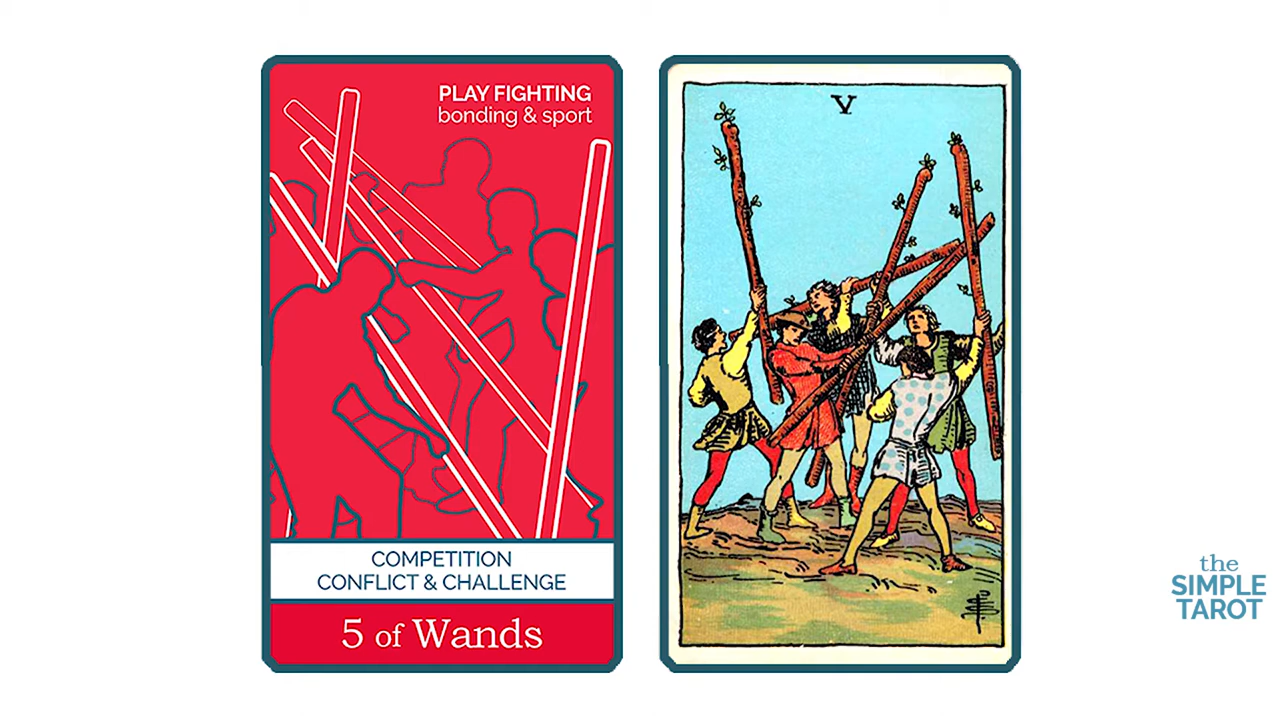 PLAY FIGHTING
bonding & sport
COMPETITION
CONFLICT & CHALLENGE
5 of Wands
V
the
SIMPLE
TAROT